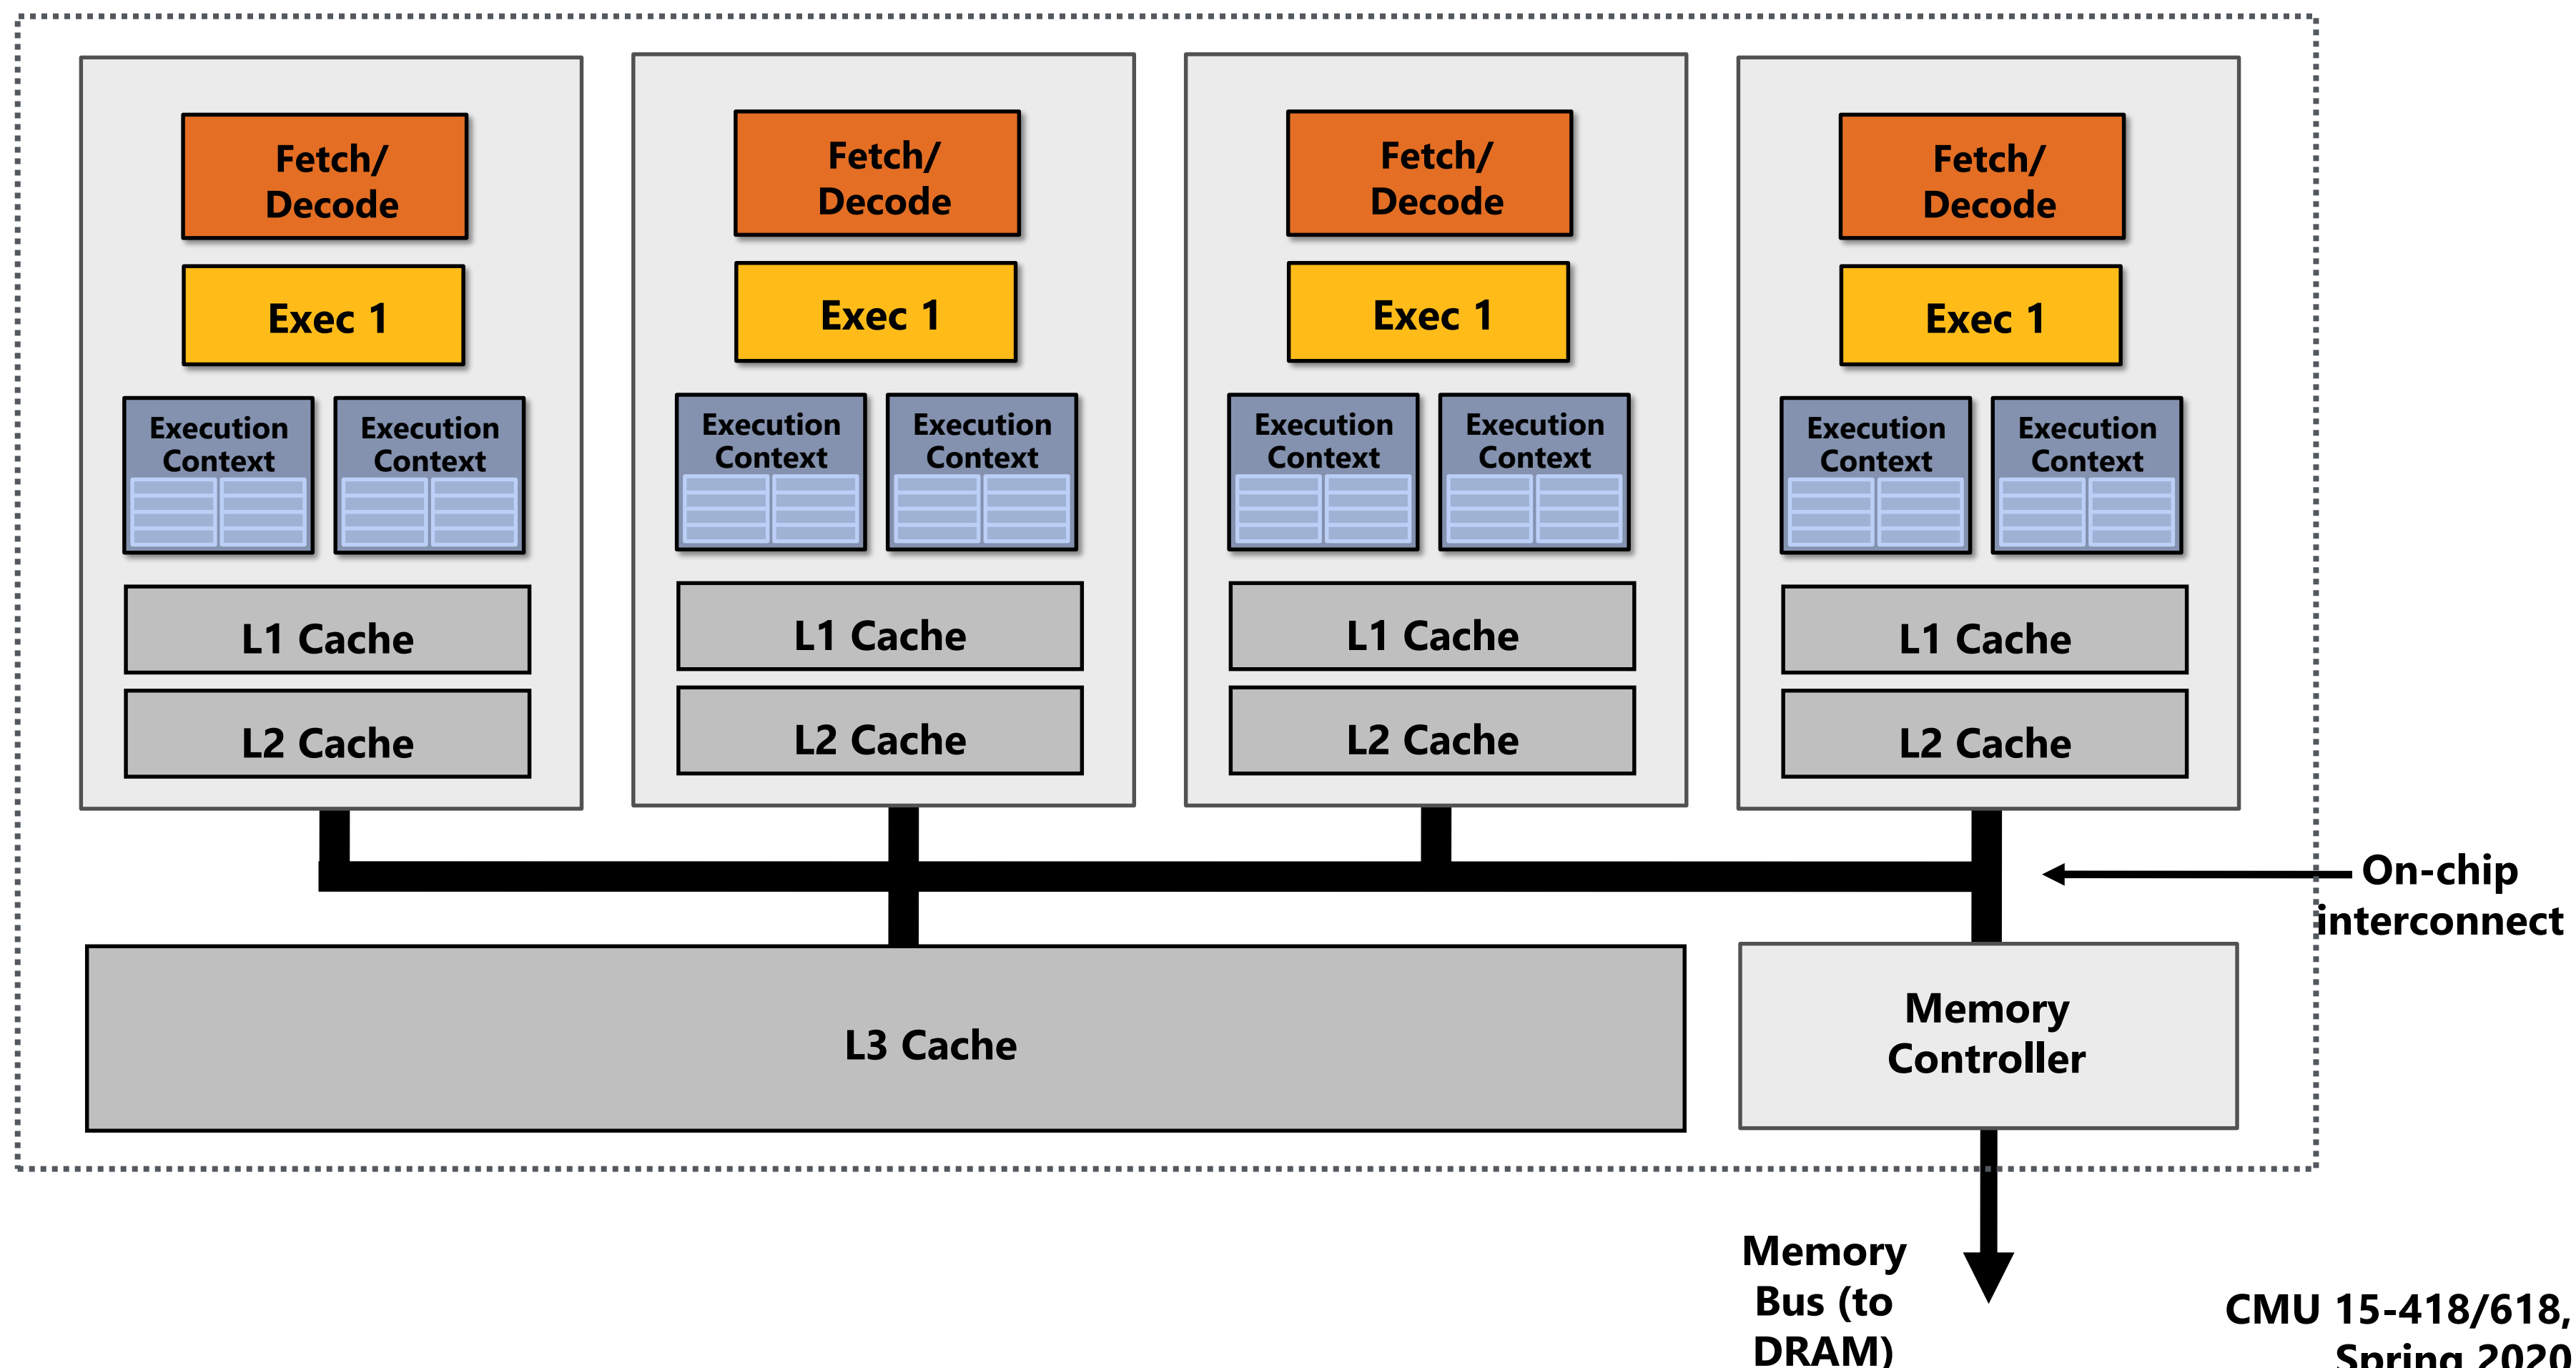 Fetch/
Decode
Exec 1
Execution
Context
Execution
Context
L1 Cache
L2 Cache
Fetch/
Decode
Exec 1
Execution
Context
Execution
Context
L1 Cache
L2 Cache
Fetch/
Decode
Exec 1
Execution
Context
Execution
Context
L1 Cache
L2 Cache
Fetch/
Decode
Exec 1
Execution
Context
Execution
Context
L1 Cache
L2 Cache
On-chip
interconnect
L3 Cache
Memory
Controller
Memory
Bus (to
DRAM)
CMU 15-418/618,
Spring 2020